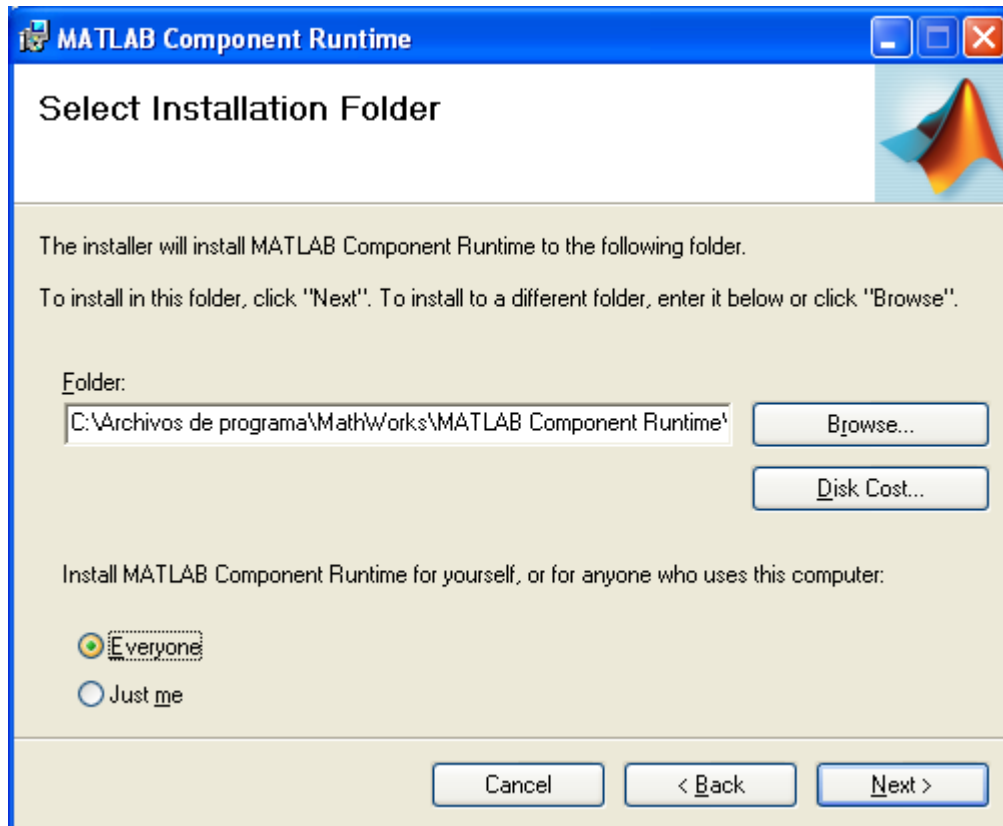 MATLAB Component Runtime
Select Installation Folder
The installer will install MATLAB Component Runtime to the following folder.
To install in this folder, click "Next". To install to a different folder, enter it below or click "Browse".
Folder:
C:\Archivos de programa\MathWorks\MATLAB Component Runtime\
Browse...
Disk Cost...
Install MATLAB Component Runtime for yourself, or for anyone who uses this computer:
Everyone
Just me
Cancel
< Back
Next >